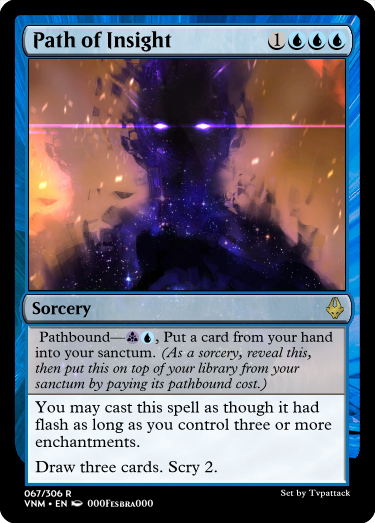 Path of Insight 1
Sorcery
Pathbound—, Put a card from your hand
into your sanctum. (As a sorcery, reveal this,
then put this on top of your library from your
sanctum by paying its pathbound cost.)
You may cast this spell as though it had
flash as long as you control three or more
enchantments.
Draw three cards. Scry 2.
067/306 R Set by Tvpattack
VNM • EN 000Fesbra000